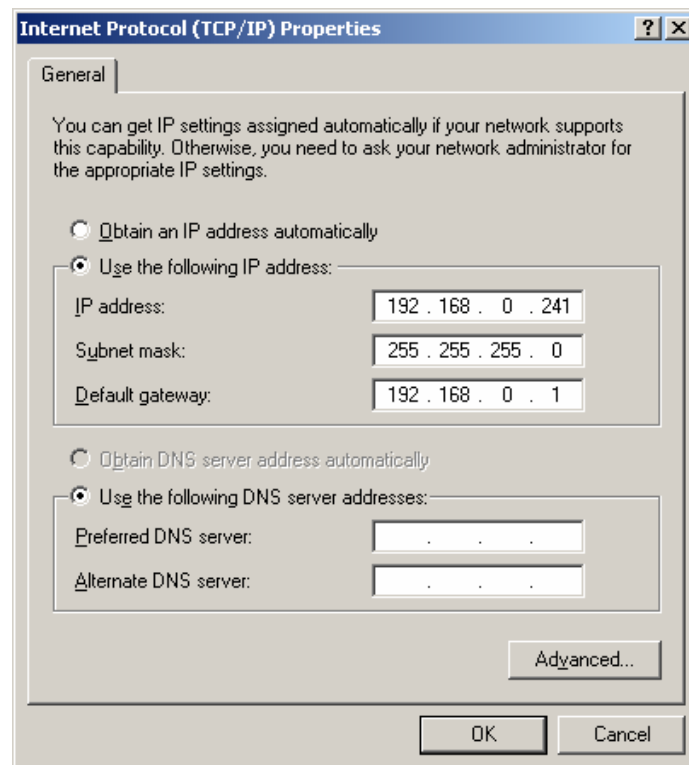 Internet Protocol (TCP/IP) Properties
? X
General
You can get IP settings assigned automatically if your network supports
this capability. Otherwise, you need to ask your network administrator for
the appropriate IP settings.
Obtain an IP address automatically
Use the following IP address:
IP address: 192 . 168 . 0 . 241
Subnet mask: 255 . 255 . 255 . 0
Default gateway: 192 . 168 . 0 . 1
Obtain DNS server address automatically
Use the following DNS server addresses:
Preferred DNS server: . . .
Alternate DNS server: . . .
Advanced...
OK Cancel